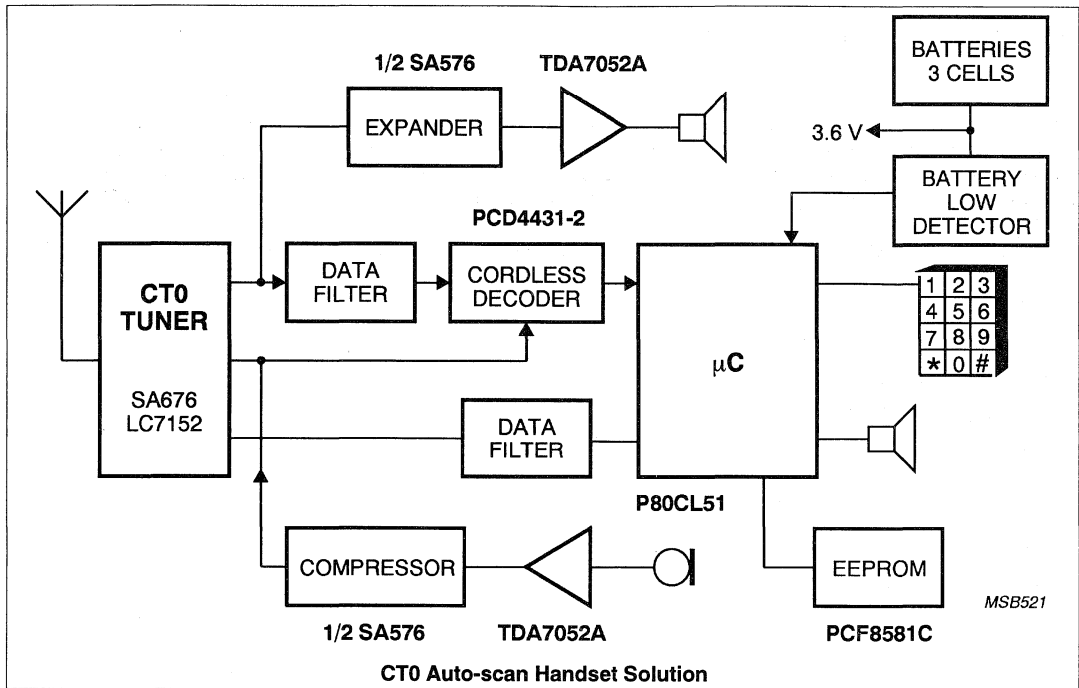 BATTERIES
3 CELLS
1/2 SA576
TDA7052A
EXPANDER
3.6 V
BATTERY
LOW
DETECTOR
PCD4431-2
CT0
TUNER
SA676
LC7152
DATA
FILTER
CORDLESS
DECODER
µC
1 2 3
4 5 6
7 8 9
* 0 #
DATA
FILTER
P80CL51
COMPRESSOR
EEPROM
MSB521
1/2 SA576
TDA7052A
PCF8581C
CT0 Auto-scan Handset Solution